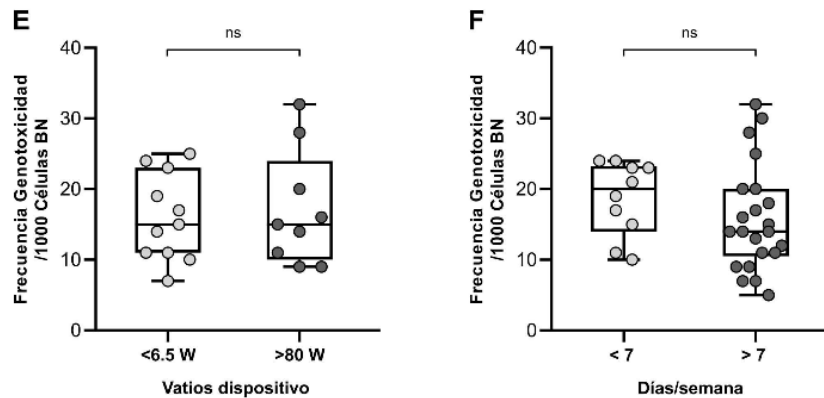 E
ns
Frecuencia Genotoxicidad
/1000 Células BN
40
30
20
10
0
<6.5 W
>80 W
Vatios dispositivo
F
ns
Frecuencia Genotoxicidad
/1000 Células BN
40
30
20
10
0
< 7
> 7
Días/semana